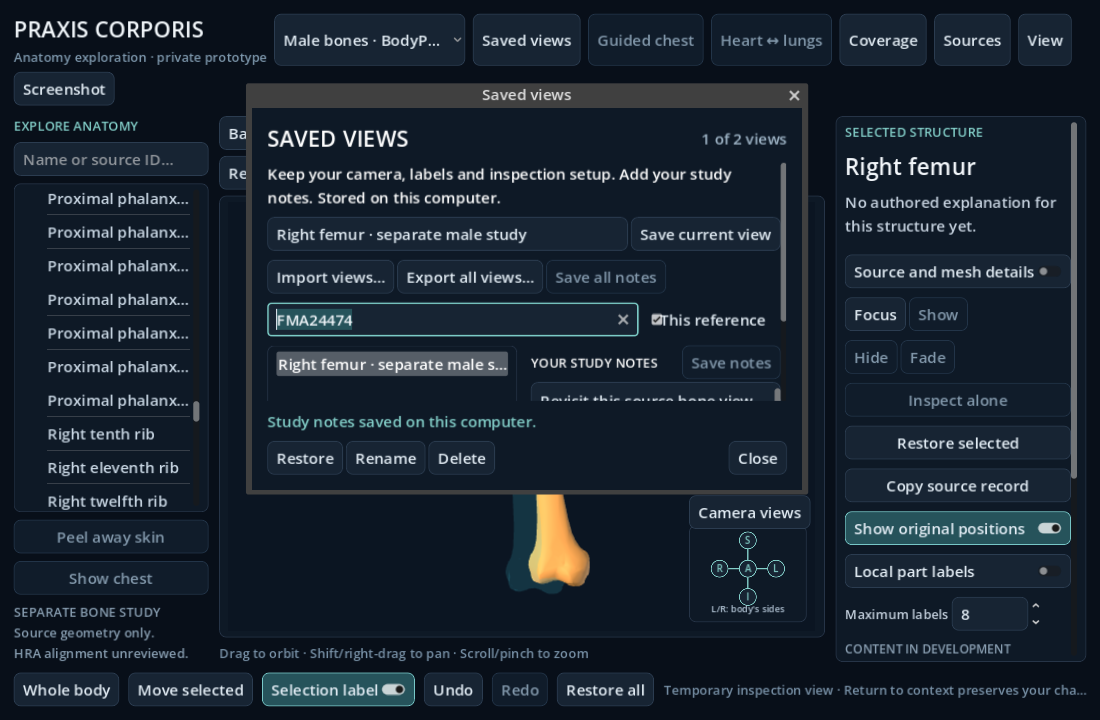 PRAXIS CORPORIS
Anatomy exploration · private prototype
Male bones · BodyP...
Saved views
Guided chest
Heart ↔ lungs
Coverage
Sources
View
Screenshot
EXPLORE ANATOMY
Name or source ID...
Proximal phalanx...
Proximal phalanx...
Proximal phalanx...
Proximal phalanx...
Proximal phalanx...
Proximal phalanx...
Proximal phalanx...
Right tenth rib
Right eleventh rib
Right twelfth rib
Peel away skin
Show chest
SEPARATE BONE STUDY
Source geometry only.
HRA alignment unreviewed.
Ba
Re
Saved views
SAVED VIEWS
1 of 2 views
Keep your camera, labels and inspection setup. Add your study
notes. Stored on this computer.
Right femur · separate male study
Save current view
Import views...
Export all views...
Save all notes
FMA24474
This reference
Right femur · separate male s...
YOUR STUDY NOTES
Save notes
Revisit this source bone view
Study notes saved on this computer.
Restore
Rename
Delete
Close
Camera views
S
R
A
L
I
L/R: body's sides
Drag to orbit · Shift/right-drag to pan · Scroll/pinch to zoom
SELECTED STRUCTURE
Right femur
No authored explanation for
this structure yet.
Source and mesh details
Focus
Show
Hide
Fade
Inspect alone
Restore selected
Copy source record
Show original positions
Local part labels
Maximum labels
8
CONTENT IN DEVELOPMENT
Whole body
Move selected
Selection label
Undo
Redo
Restore all
Temporary inspection view · Return to context preserves your cha...